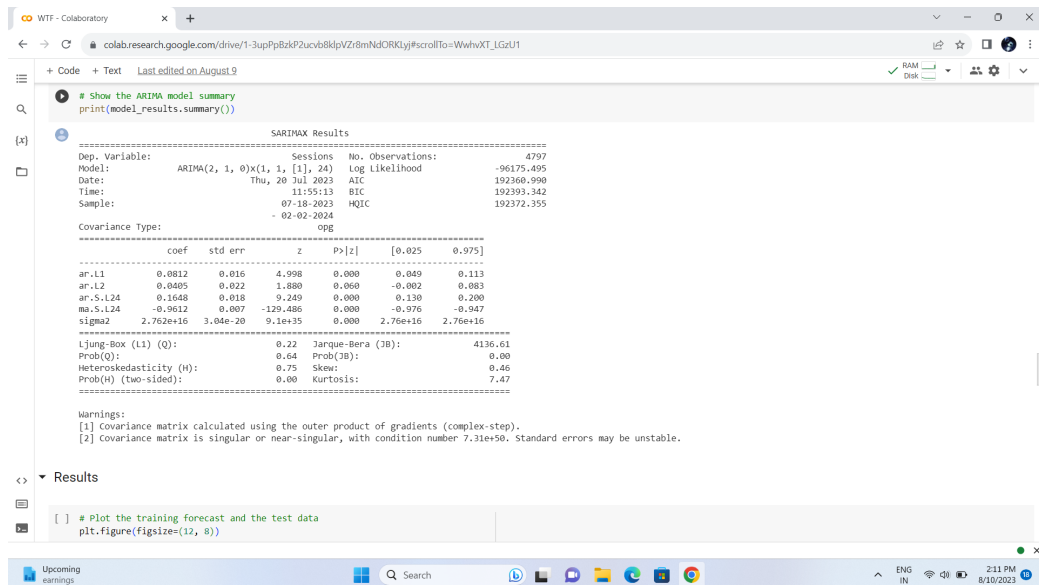 WTF - Colaboratory
colab.research.google.com/drive/1-3upPpBzkP2ucvb8klpVZr8mNdORKLyj#scrollTo=WwhvXT_LGzU1
+ Code + Text Last edited on August 9
RAM
Disk
{x}
# Show the ARIMA model summary
print(model_results.summary())
SARIMAX Results
Dep. Variable: Sessions No. Observations: 4797
Model: ARIMA(2, 1, 0)x(1, 1, [1], 24) Log Likelihood -96175.495
Date: Thu, 20 Jul 2023 AIC 192360.990
Time: 11:55:13 BIC 192393.342
Sample: 07-18-2023 HQIC 192372.355
- 02-02-2024
Covariance Type: opg
coef std err z P>|z| [0.025 0.975]
ar.L1 0.0812 0.016 4.998 0.000 0.049 0.113
ar.L2 0.0405 0.022 1.880 0.060 -0.002 0.083
ar.S.L24 0.1648 0.018 9.249 0.000 0.130 0.200
ma.S.L24 -0.9612 0.007 -129.486 0.000 -0.976 -0.947
sigma2 2.762e+16 3.04e-20 9.1e+35 0.000 2.76e+16 2.76e+16
Ljung-Box (L1) (Q): 0.22 Jarque-Bera (JB): 4136.61
Prob(Q): 0.64 Prob(JB): 0.00
Heteroskedasticity (H): 0.75 Skew: 0.46
Prob(H) (two-sided): 0.00 Kurtosis: 7.47
Warnings:
[1] Covariance matrix calculated using the outer product of gradients (complex-step).
[2] Covariance matrix is singular or near-singular, with condition number 7.31e+50. Standard errors may be unstable.
Results
[ ] # Plot the training forecast and the test data
plt.figure(figsize=(12, 8))
Upcoming
earnings
Search
ENG
IN
2:11 PM
8/10/2023
18